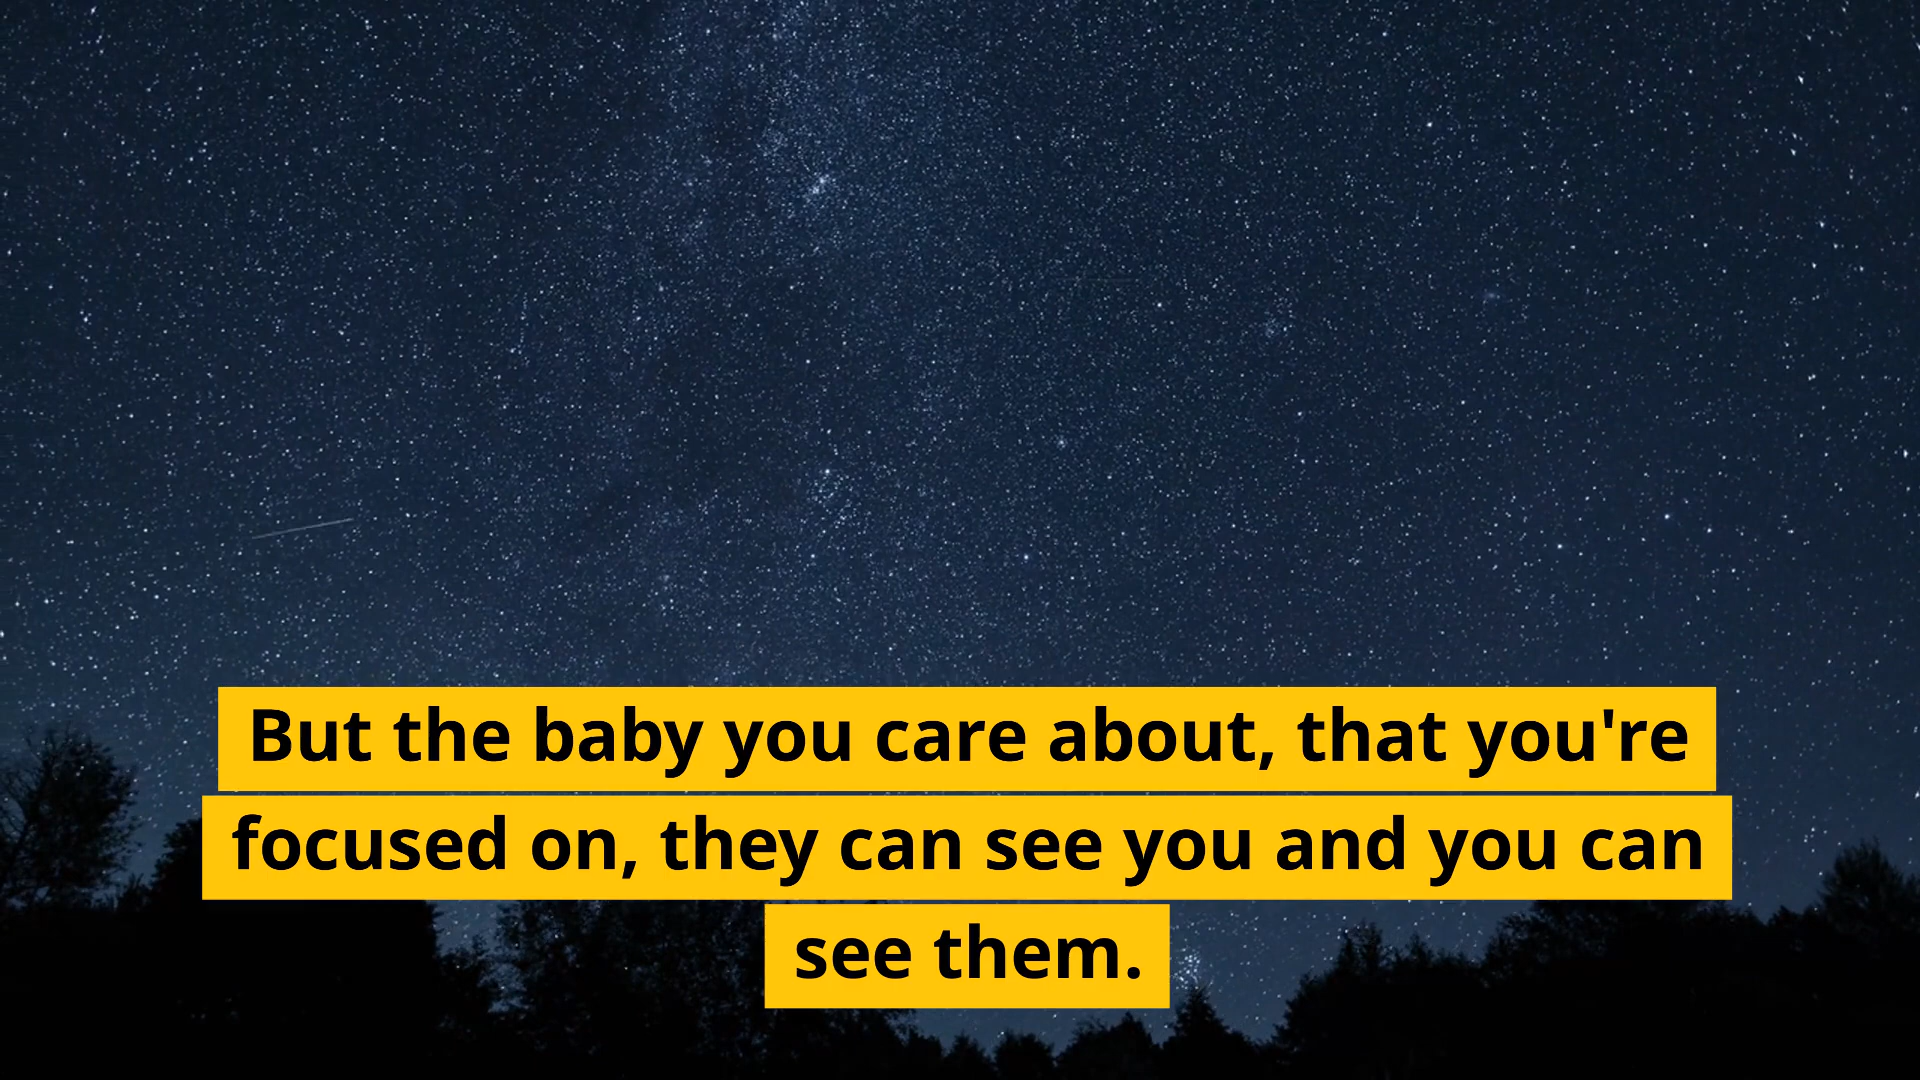 But the baby you care about, that you're
focused on, they can see you and you can
see them.